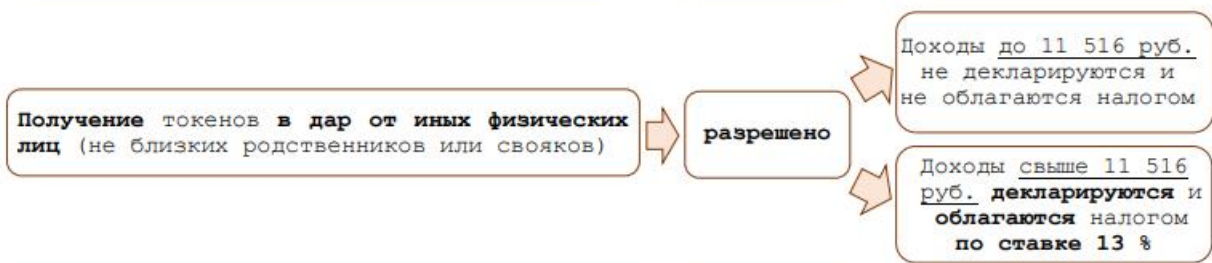 Получение токенов в дар от иных физических
лиц (не близких родственников или свояков)
разрешено
Доходы до 11 516 руб.
не декларируются и
не облагаются налогом
Доходы свыше 11 516
руб. декларируются и
облагаются налогом
по ставке 13 %